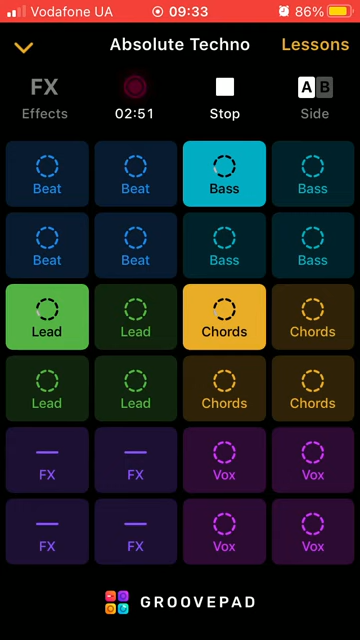 Vodafone UA 09:33 86%
Absolute Techno Lessons
FX A B
Effects 02:51 Stop Side
Beat Beat Bass Bass
Beat Beat Bass Bass
Lead Lead Chords Chords
Lead Lead Chords Chords
FX FX Vox Vox
FX FX Vox Vox
GROOVEPAD